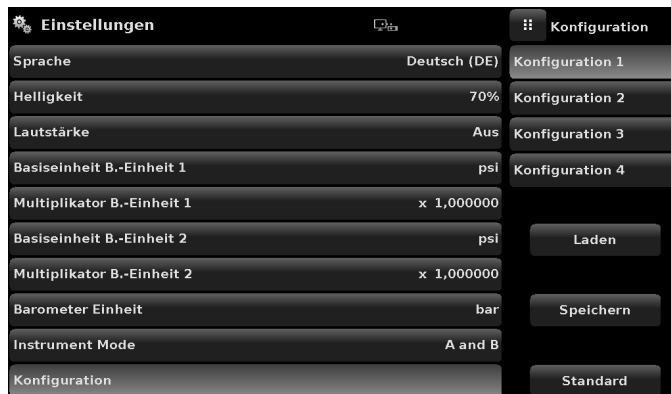 Einstellungen
Sprache Deutsch (DE)
Helligkeit 70%
Lautstärke Aus
Basiseinheit B.-Einheit 1 psi
Multiplikator B.-Einheit 1 x 1,000000
Basiseinheit B.-Einheit 2 psi
Multiplikator B.-Einheit 2 x 1,000000
Barometer Einheit bar
Instrument Mode A and B
Konfiguration
Konfiguration
Konfiguration 1
Konfiguration 2
Konfiguration 3
Konfiguration 4
Laden
Speichern
Standard